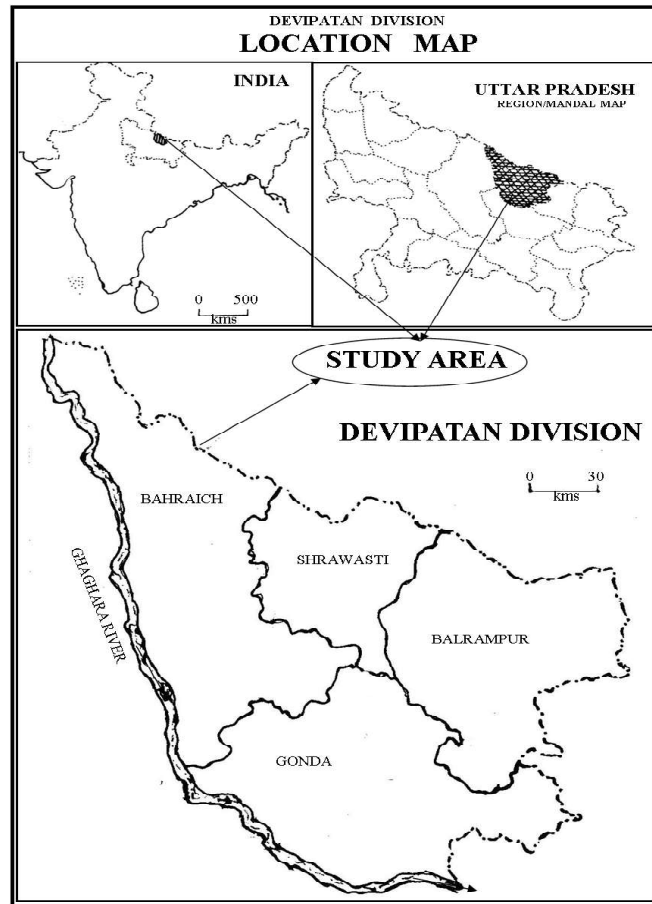 DEVIPATAN DIVISION
LOCATION MAP
INDIA
0 500
kms
UTTAR PRADESH
REGION/MANDAL MAP
STUDY AREA
DEVIPATAN DIVISION
0 30
kms
BAHRAICH
SHRAWASTI
BALRAMPUR
GHAGHARA RIVER
GONDA